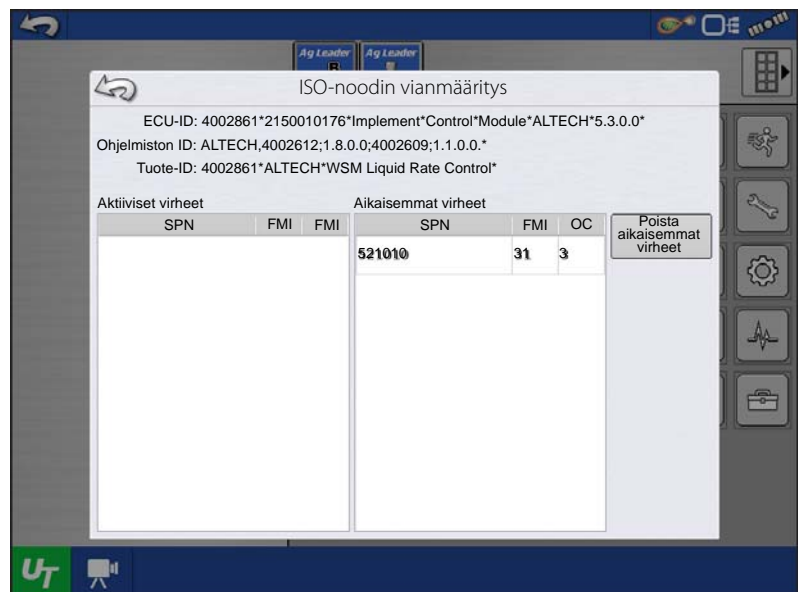 Ag Leader Ag Leader
B
ISO-noodin vianmääritys
ECU-ID: 4002861*2150010176*Implement*Control*Module*ALTECH*5.3.0.0*
Ohjelmiston ID: ALTECH,4002612;1.8.0.0;4002609;1.1.0.0.*
Tuote-ID: 4002861*ALTECH*WSM Liquid Rate Control*
Aktiiviset virheet Aikaisemmat virheet
SPN FMI FMI SPN FMI OC
Poista
aikaisemmat
virheet
521010 31 3
UT